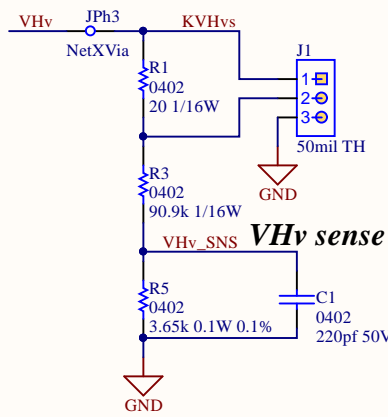 VHv
JPh3
NetXVia
KVHvs
J1
1
2
3
50mil TH
R1
0402
20 1/16W
GND
R3
0402
90.9k 1/16W
VHv_SNS
VHv sense
R5
0402
3.65k 0.1W 0.1%
C1
0402
220pf 50V
GND